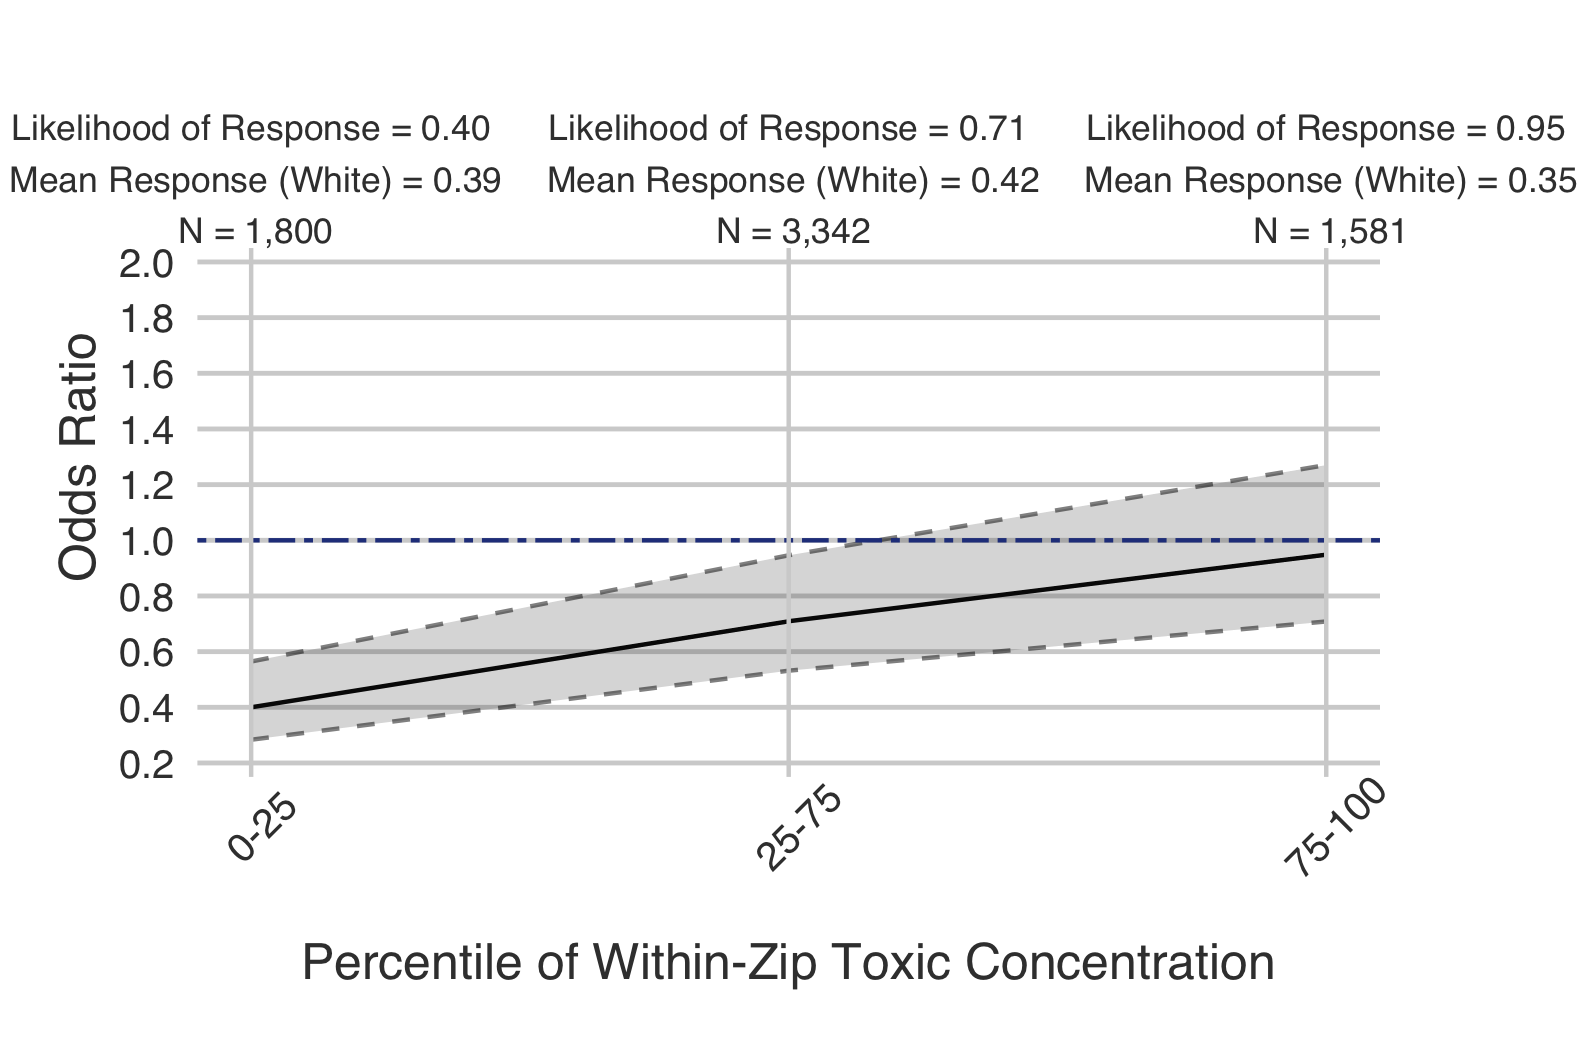 Likelihood of Response = 0.40 Likelihood of Response = 0.71 Likelihood of Response = 0.95
Mean Response (White) = 0.39 Mean Response (White) = 0.42 Mean Response (White) = 0.35
N = 1,800 N = 3,342 N = 1,581
Odds Ratio
2.0
1.8
1.6
1.4
1.2
1.0
0.8
0.6
0.4
0.2
0-25 25-75 75-100
Percentile of Within-Zip Toxic Concentration